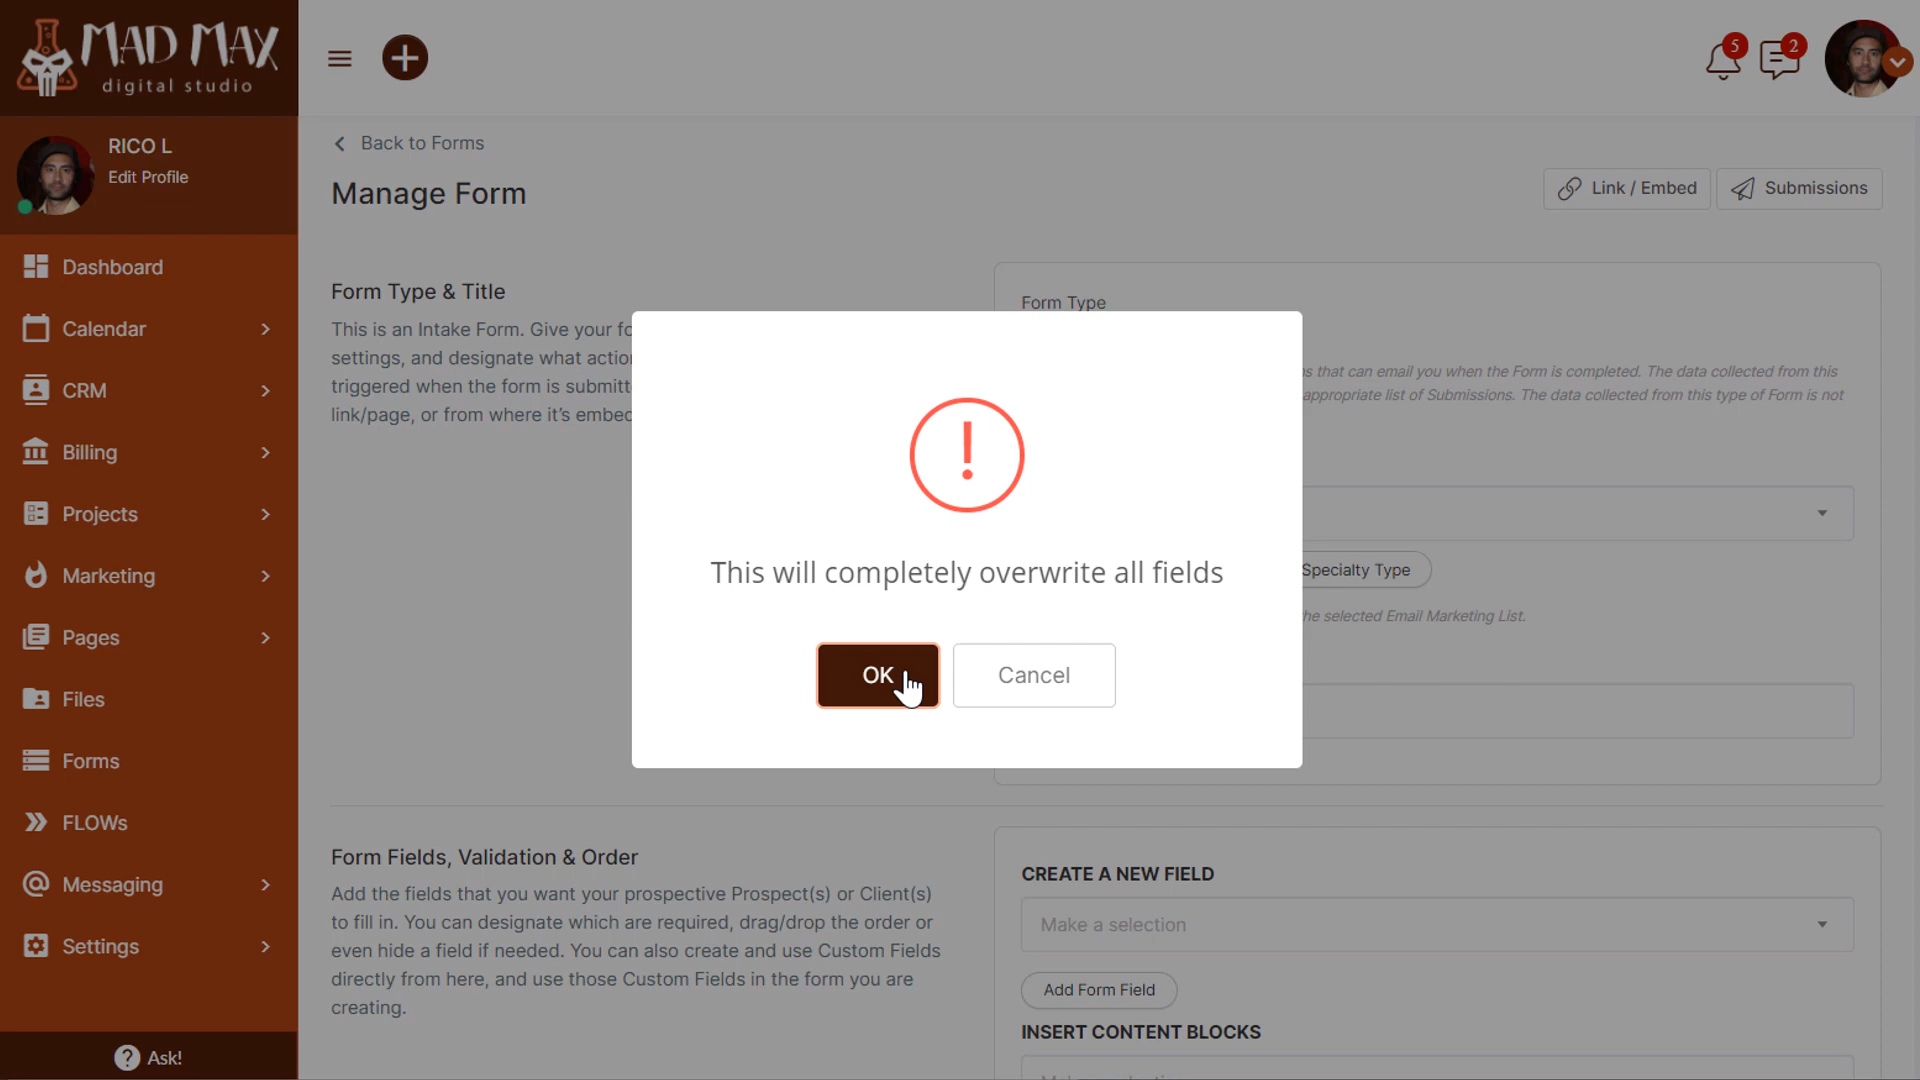 MAD MAX
digital studio
5
2
RICO L
Edit Profile
Dashboard
Calendar
CRM
Billing
Projects
Marketing
Pages
Files
Forms
FLOWs
Messaging
Settings
? Ask!
Back to Forms
Manage Form
Link / Embed
Submissions
Form Type & Title
This is an Intake Form. Give your
settings, and designate what
triggered when the form is
link/page, or from where it's
Form Type
that can email you when the Form is completed. The data collected from this
appropriate list of Submissions. The data collected from this type of Form is not
Specialty Type
selected Email Marketing List.
!
This will completely overwrite all fields
OK
Cancel
Form Fields, Validation & Order
Add the fields that you want your prospective Prospect(s) or Client(s)
to fill in. You can designate which are required, drag/drop the order or
even hide a field if needed. You can also create and use Custom Fields
directly from here, and use those Custom Fields in the form you are
creating.
CREATE A NEW FIELD
Make a selection
Add Form Field
INSERT CONTENT BLOCKS